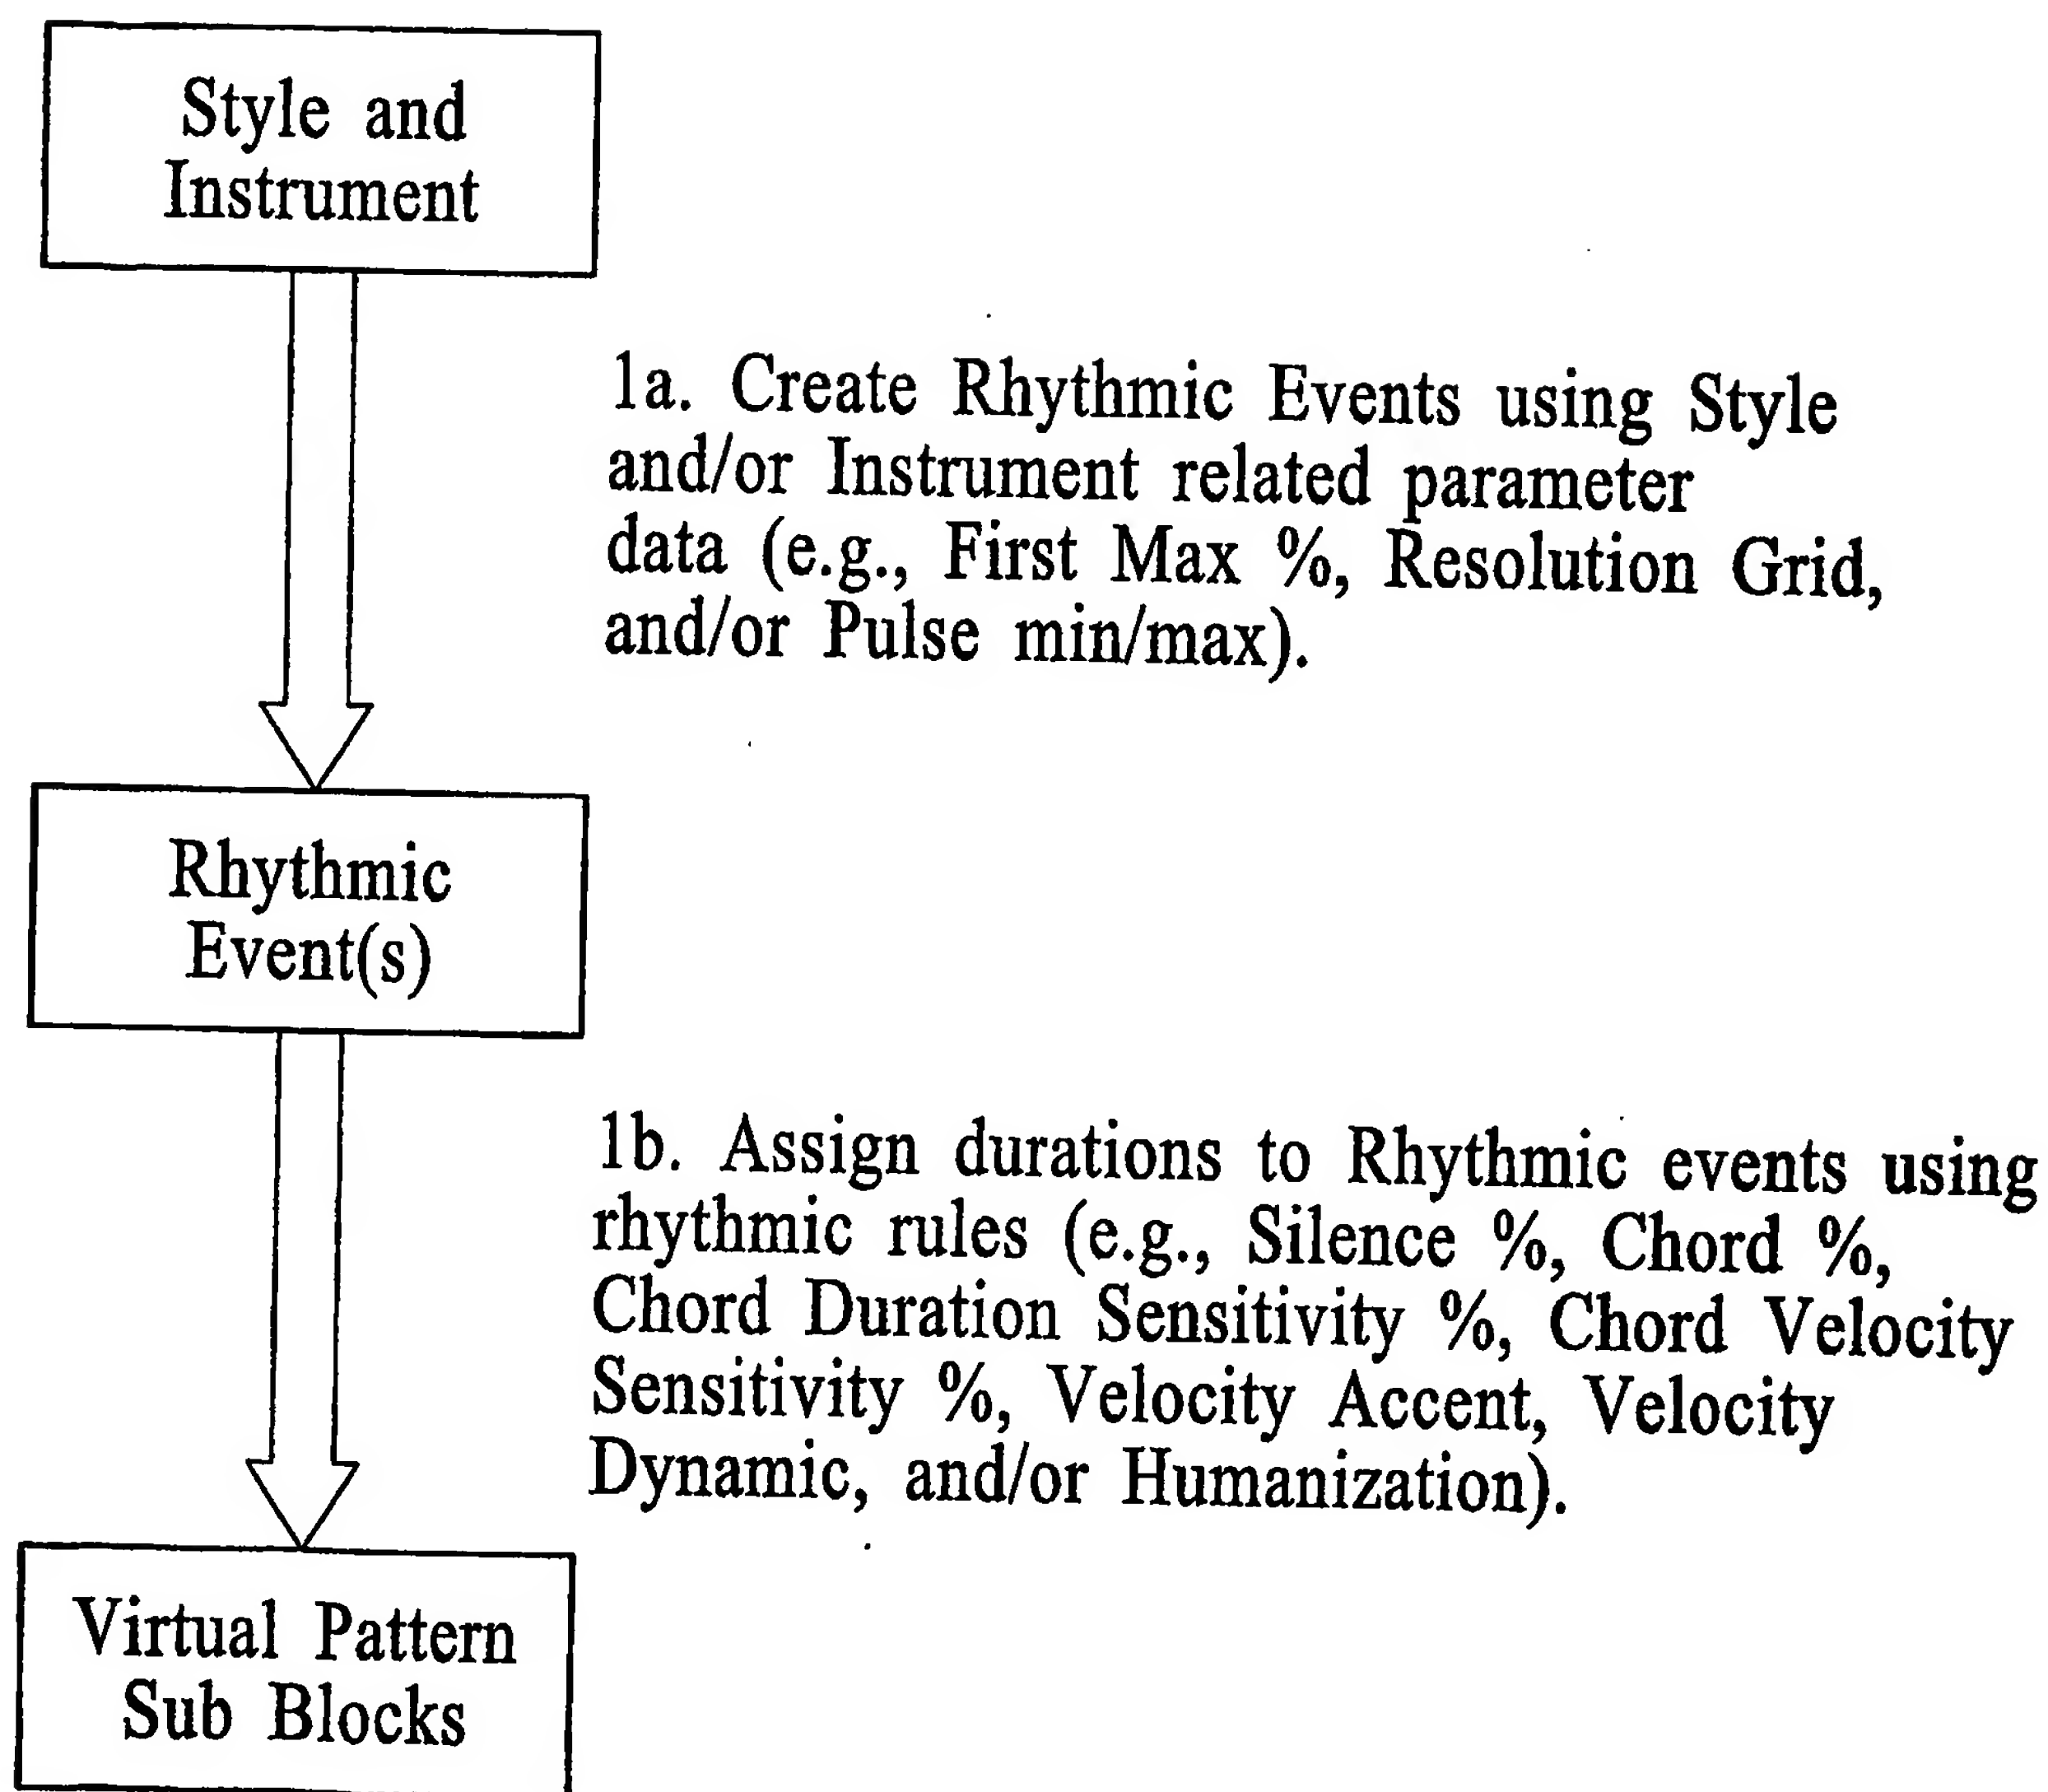 Style and
Instrument
1a. Create Rhythmic Events using Style
and/or Instrument related parameter
data (e.g., First Max %, Resolution Grid,
and/or Pulse min/max).
Rhythmic
Event(s)
1b. Assign durations to Rhythmic events using
rhythmic rules (e.g., Silence %, Chord %,
Chord Duration Sensitivity %, Chord Velocity
Sensitivity %, Velocity Accent, Velocity
Dynamic, and/or Humanization).
Virtual Pattern
Sub Blocks